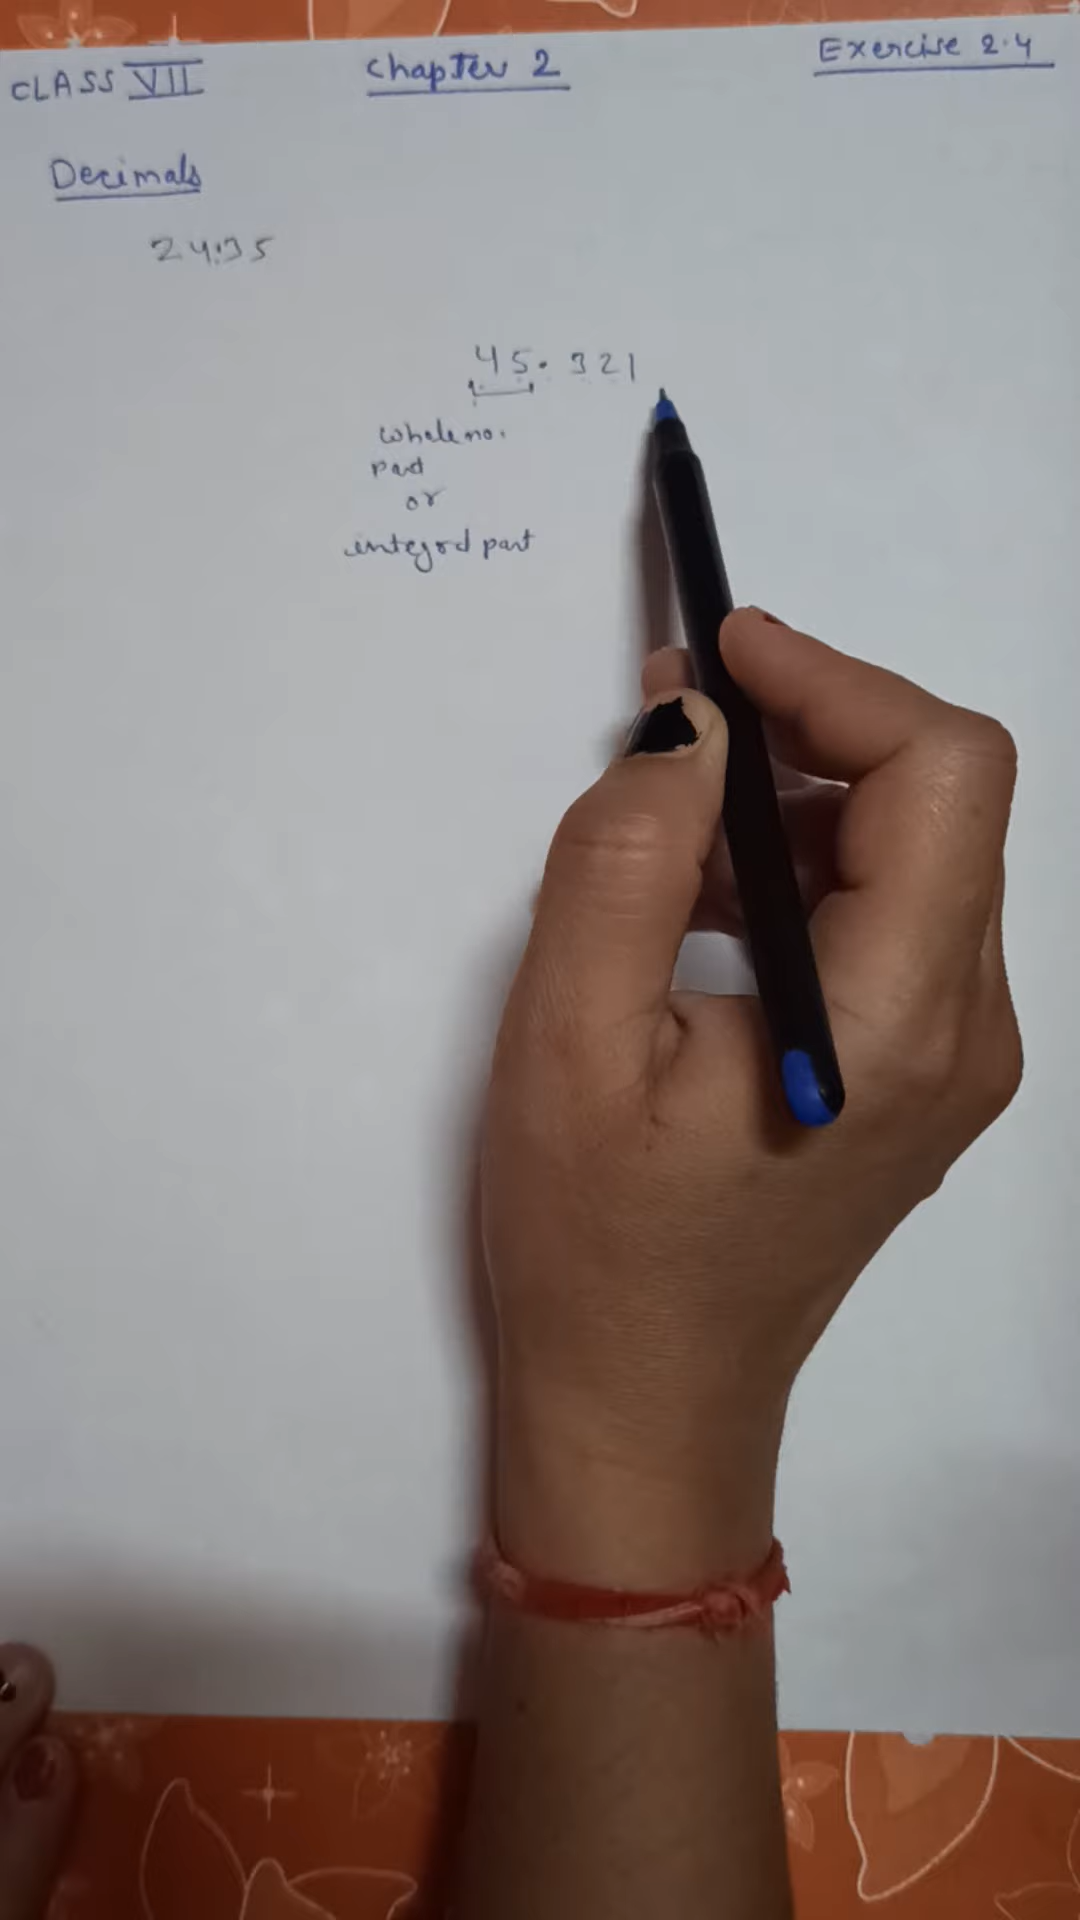 CLASS VII
Chapter 2
Exercise 2.4
Decimals
24.35
45.321
whole no.
part
or
integral part